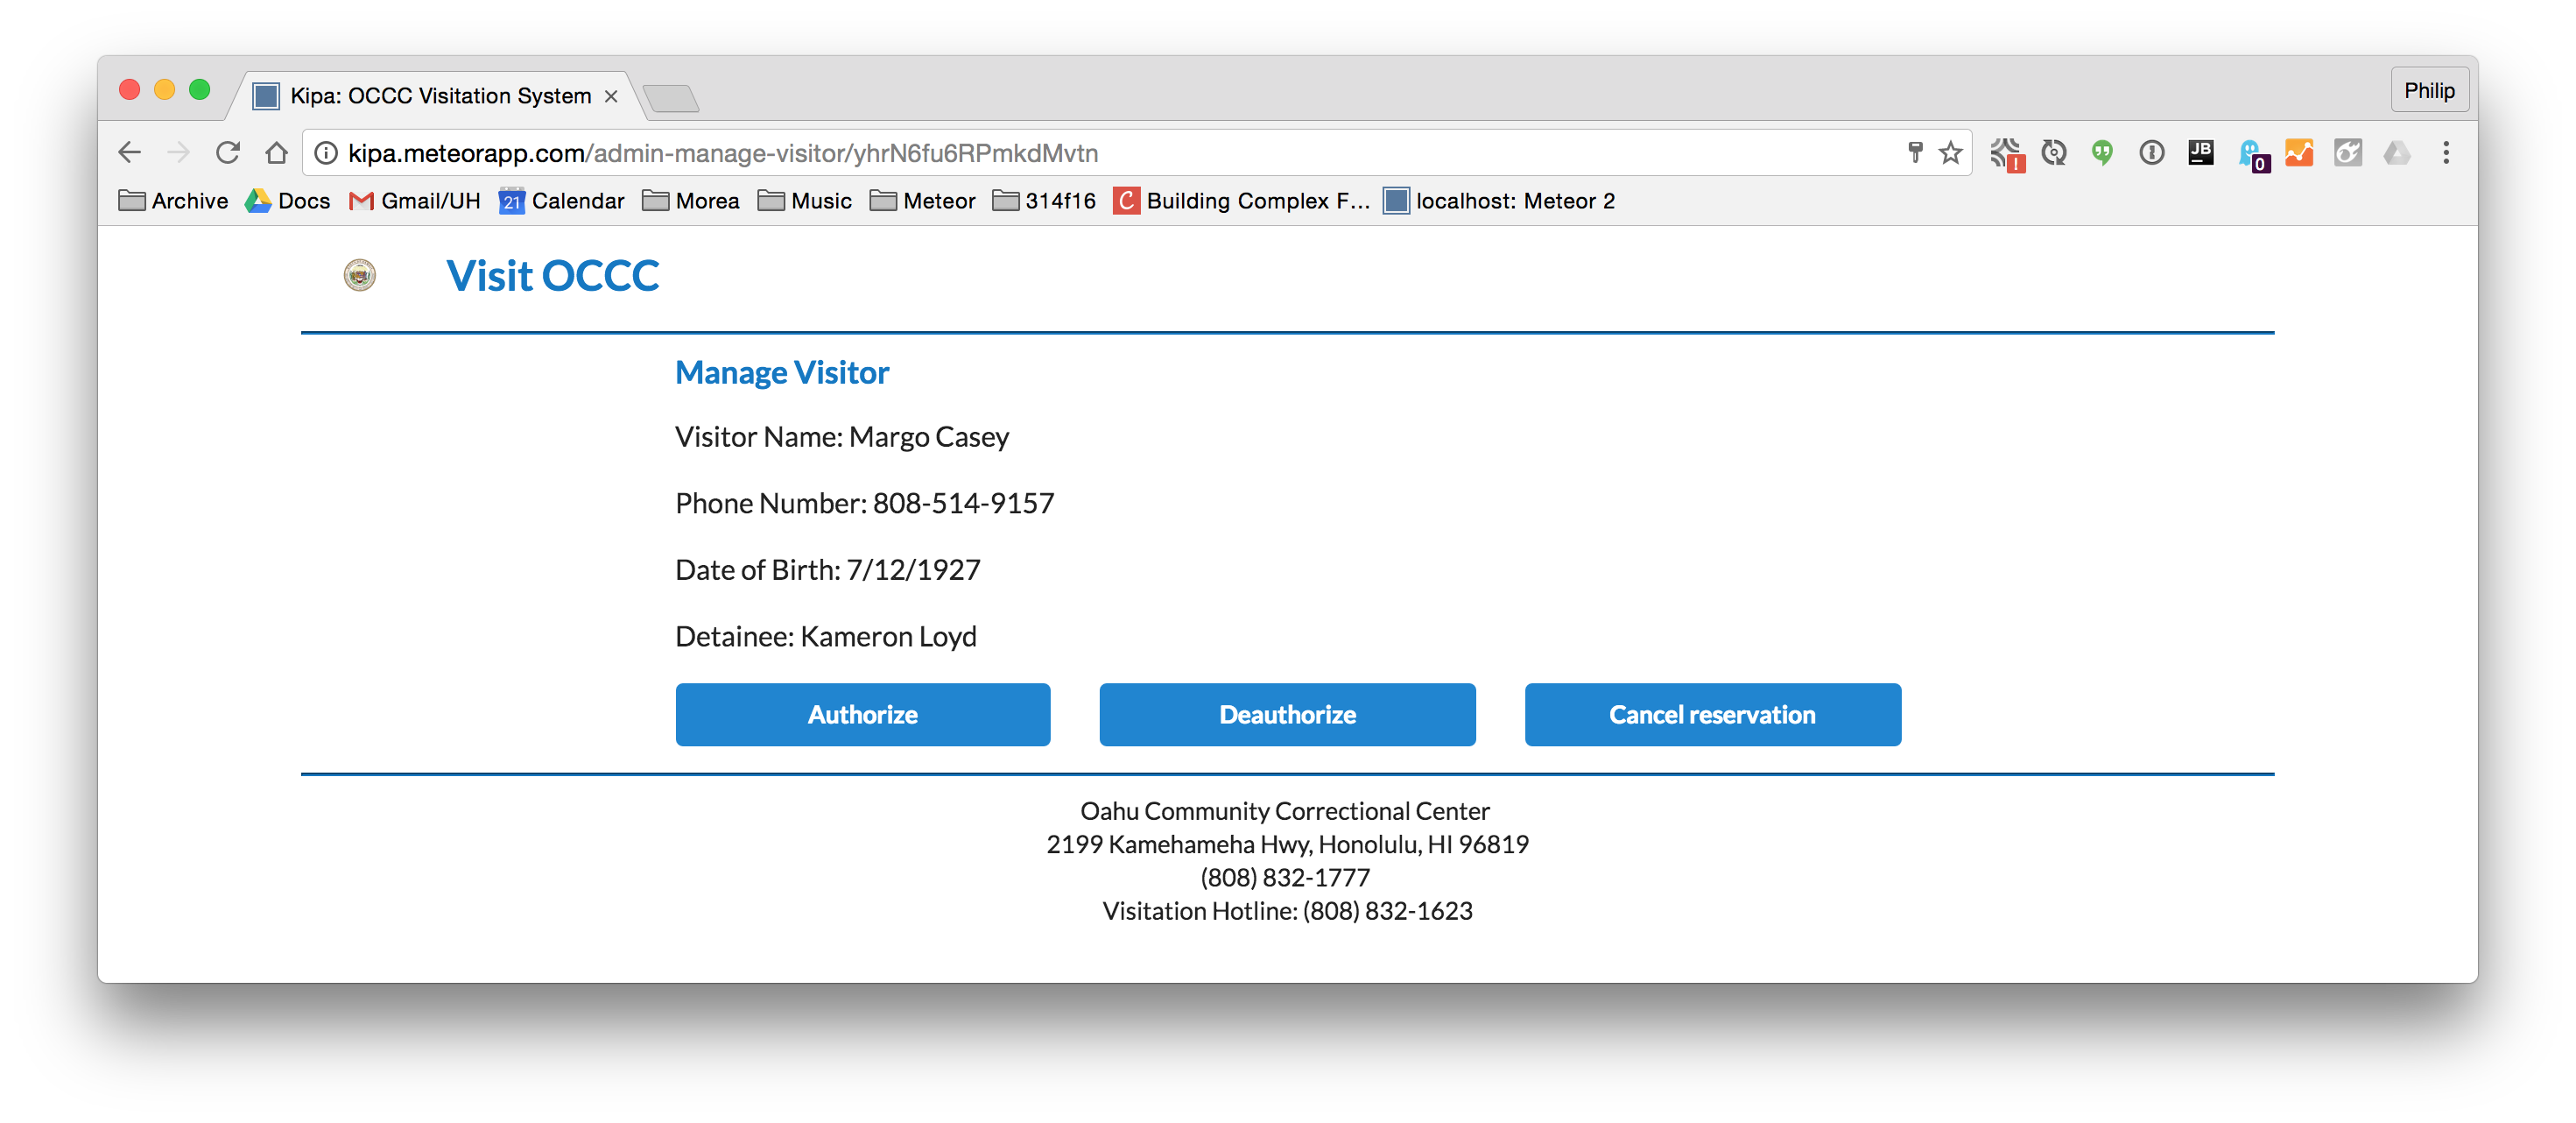 Kipa: OCCC Visitation System
Philip
kipa.meteorapp.com/admin-manage-visitor/yhrN6fu6RPmkdMvtn
! JB 0
Archive Docs Gmail/UH 21 Calendar Morea Music Meteor 314f16 C Building Complex F... localhost: Meteor 2
Visit OCCC
Manage Visitor
Visitor Name: Margo Casey
Phone Number: 808-514-9157
Date of Birth: 7/12/1927
Detainee: Kameron Loyd
Authorize Deauthorize Cancel reservation
Oahu Community Correctional Center
2199 Kamehameha Hwy, Honolulu, HI 96819
(808) 832-1777
Visitation Hotline: (808) 832-1623